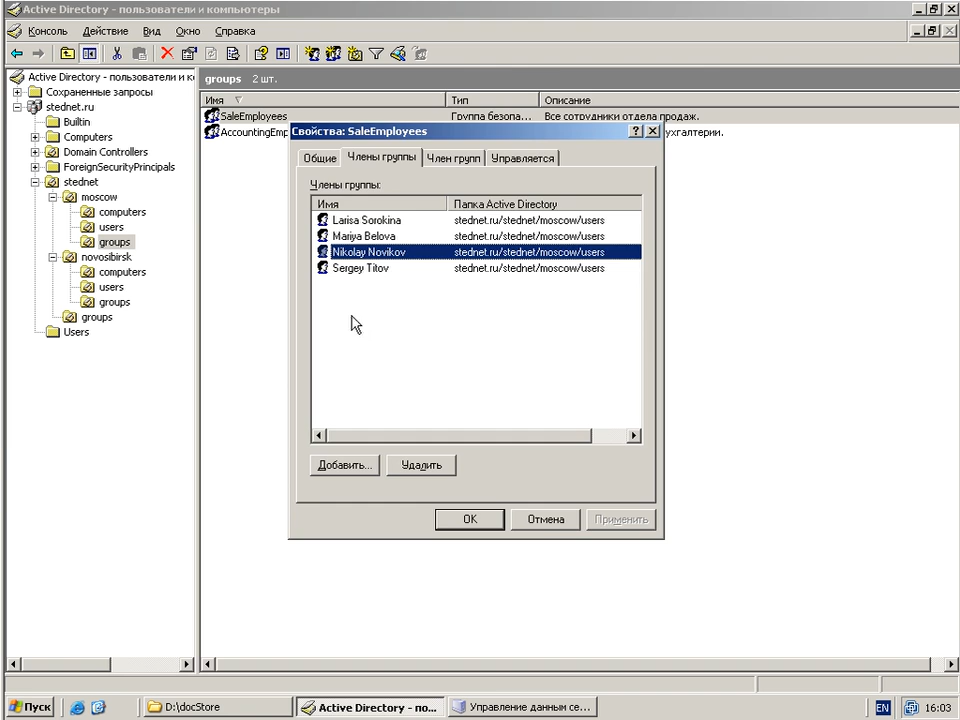 Active Directory - пользователи и компьютеры
Консоль Действие Вид Окно Справка
Active Directory - пользователи и к
Сохраненные запросы
stednet.ru
Builtin
Computers
Domain Controllers
ForeignSecurityPrincipals
stednet
moscow
computers
users
groups
novosibirsk
computers
users
groups
groups
Users
groups 2 шт.
Имя Тип Описание
SaleEmployees Группа безопа... Все сотрудники отдела продаж.
AccountingEmp ухгалтерии.
Свойства: SaleEmployees
Общие Члены группы Член групп Управляется
Члены группы:
Имя Папка Active Directory
Larisa Sorokina stednet.ru/stednet/moscow/users
Mariya Belova stednet.ru/stednet/moscow/users
Nikolay Novikov stednet.ru/stednet/moscow/users
Sergey Titov stednet.ru/stednet/moscow/users
Добавить... Удалить
OK Отмена Применить
Пуск D:\docStore Active Directory - по... Управление данным се... EN 16:03